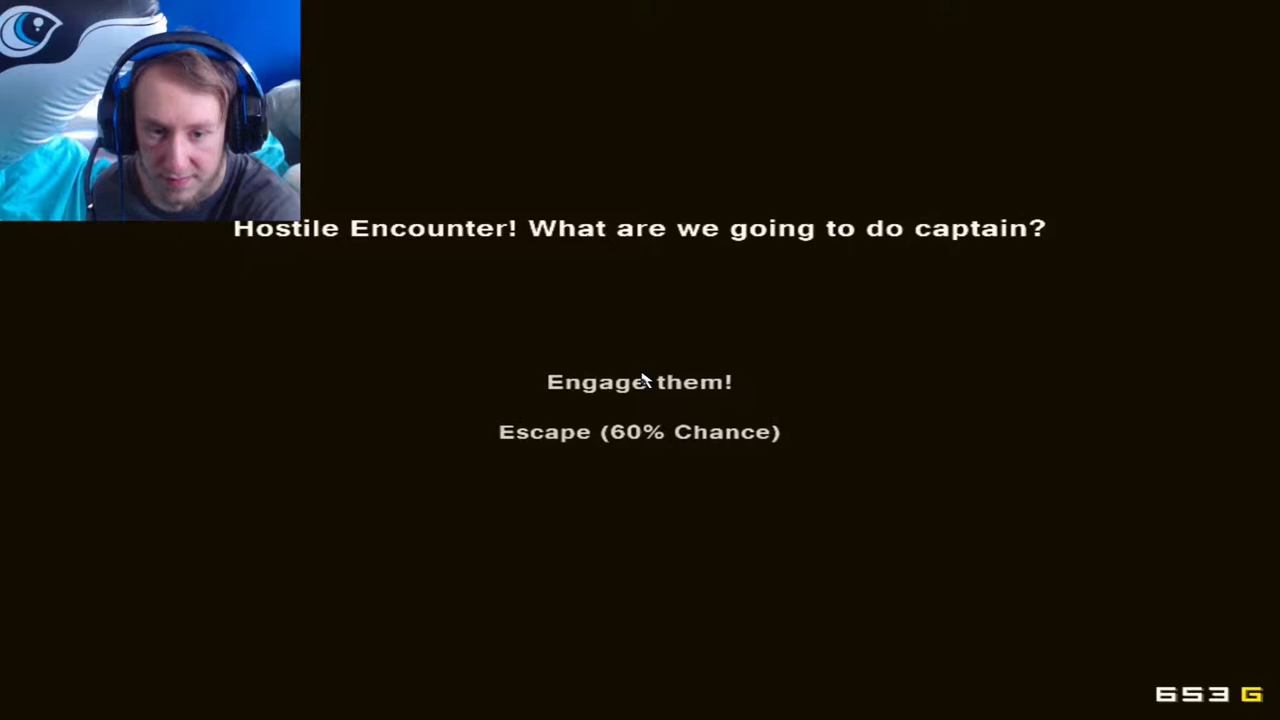 Hostile Encounter! What are we going to do captain?
Engage them!
Escape (60% Chance)
653 G